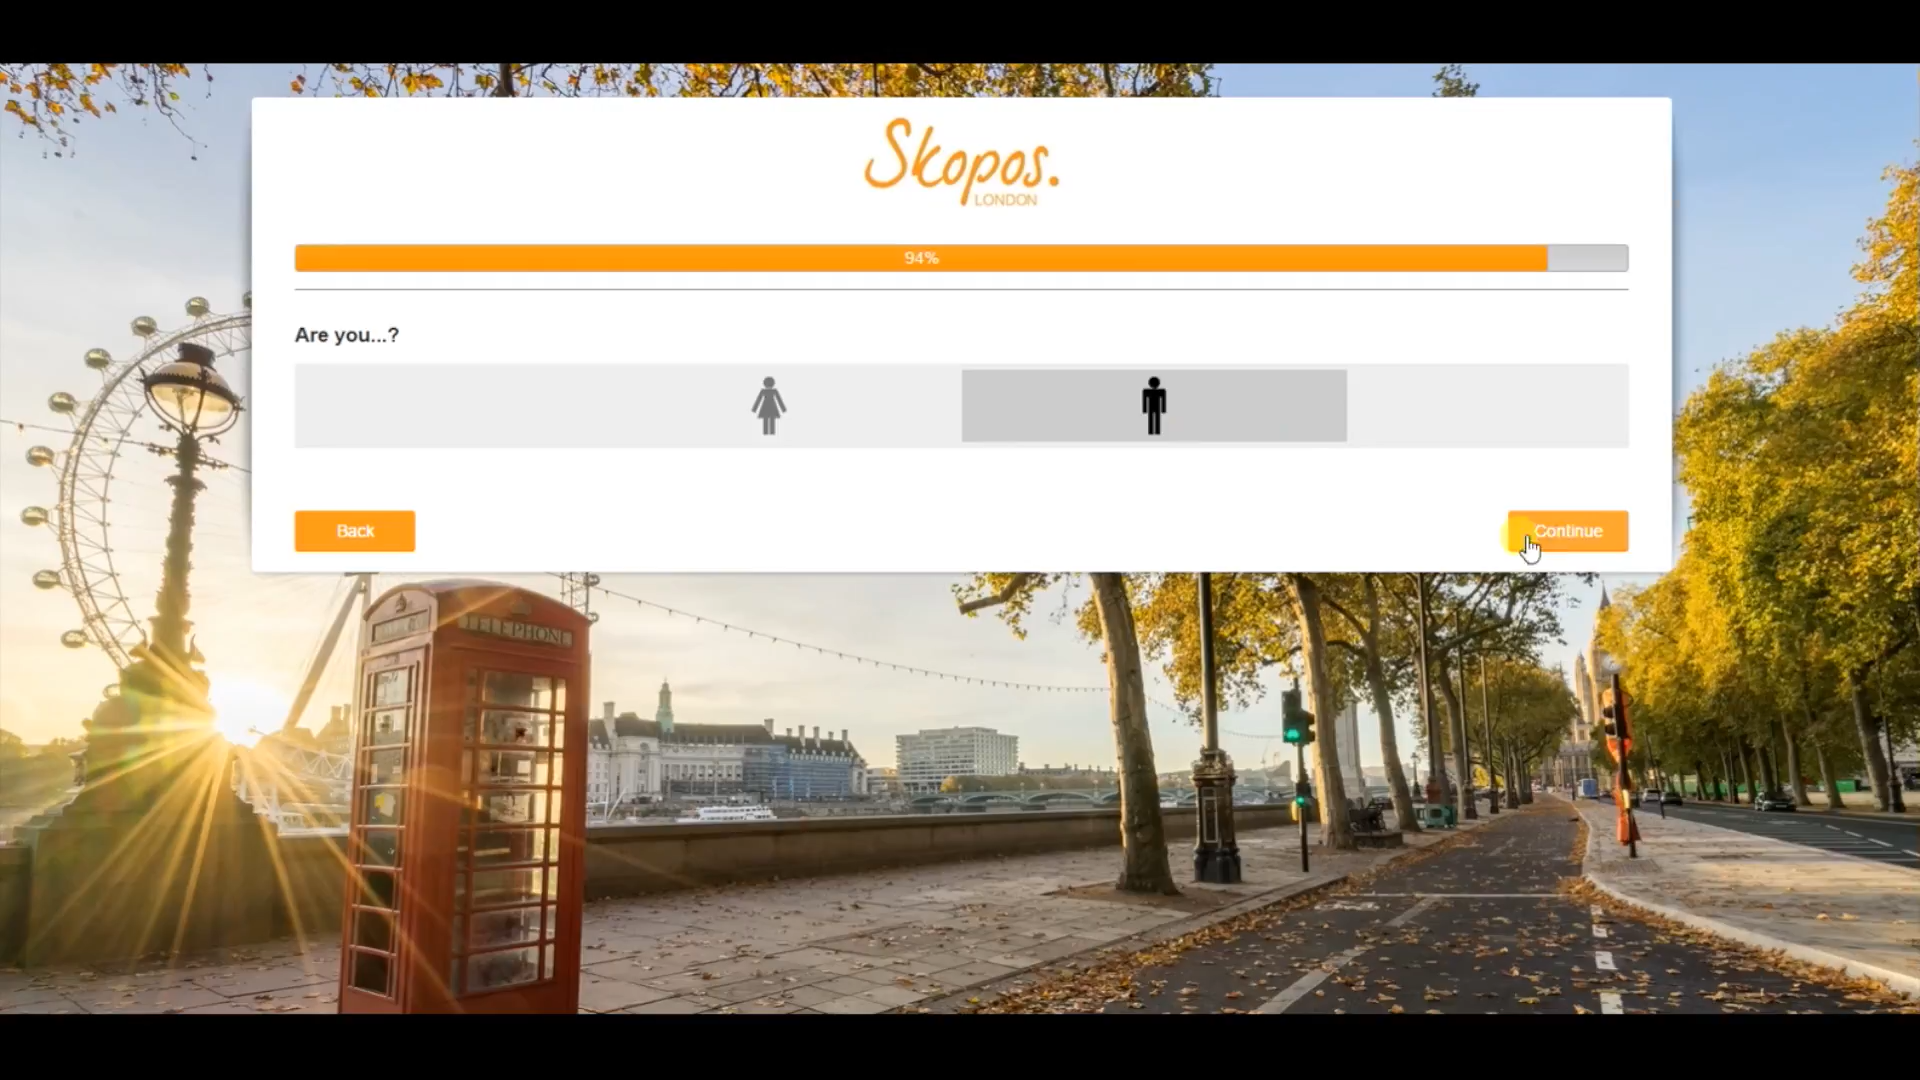 Skopos.
LONDON
94%
Are you...?
Back
Continue
TELEPHONE